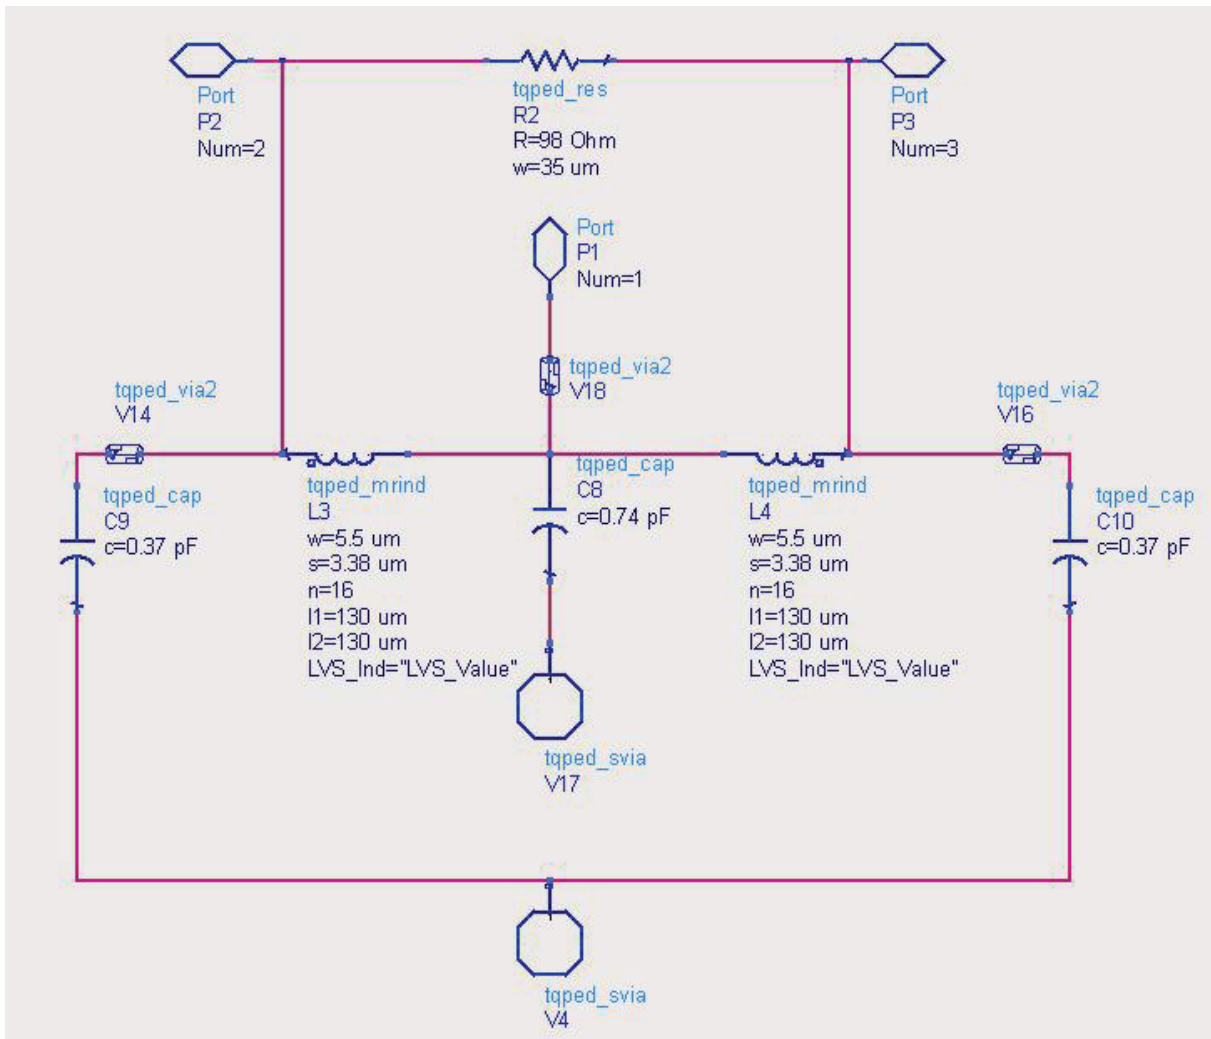 Port
P2
Num=2
tqped_res
R2
R=98 Ohm
w=35 um
Port
P3
Num=3
Port
P1
Num=1
tqped_via2
V18
tqped_via2
V14
tqped_via2
V16
tqped_cap
C9
c=0.37 pF
tqped_mrind
L3
w=5.5 um
s=3.38 um
n=16
l1=130 um
l2=130 um
LVS_Ind="LVS_Value"
tqped_cap
C8
c=0.74 pF
tqped_mrind
L4
w=5.5 um
s=3.38 um
n=16
l1=130 um
l2=130 um
LVS_Ind="LVS_Value"
tqped_cap
C10
c=0.37 pF
tqped_svia
V17
tqped_svia
V4